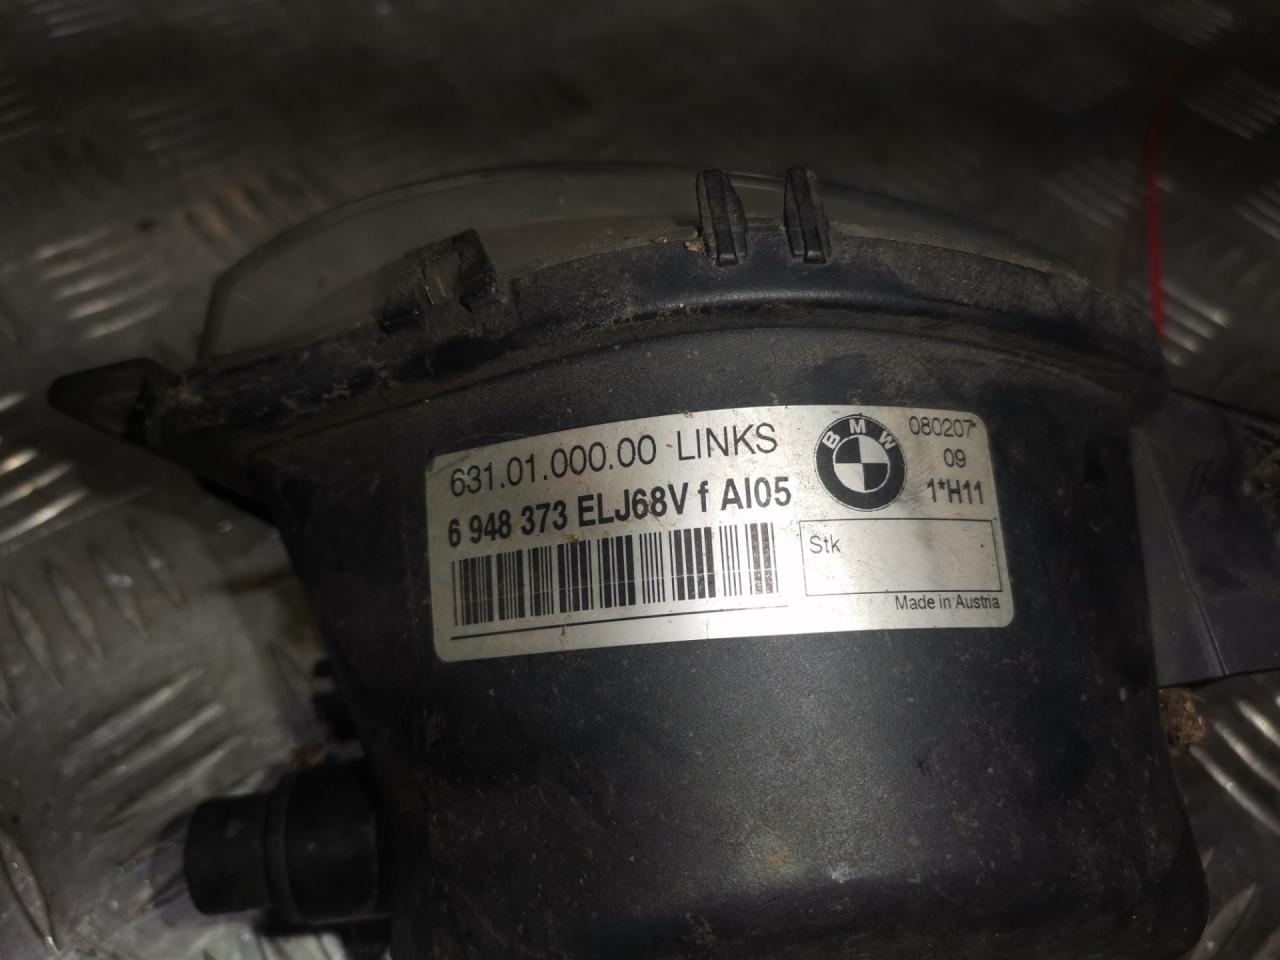 631.01.000.00 LINKS
6 948 373 ELJ68V f AI05
BMW
080207*
09
1*H11
Stk
Made in Austria